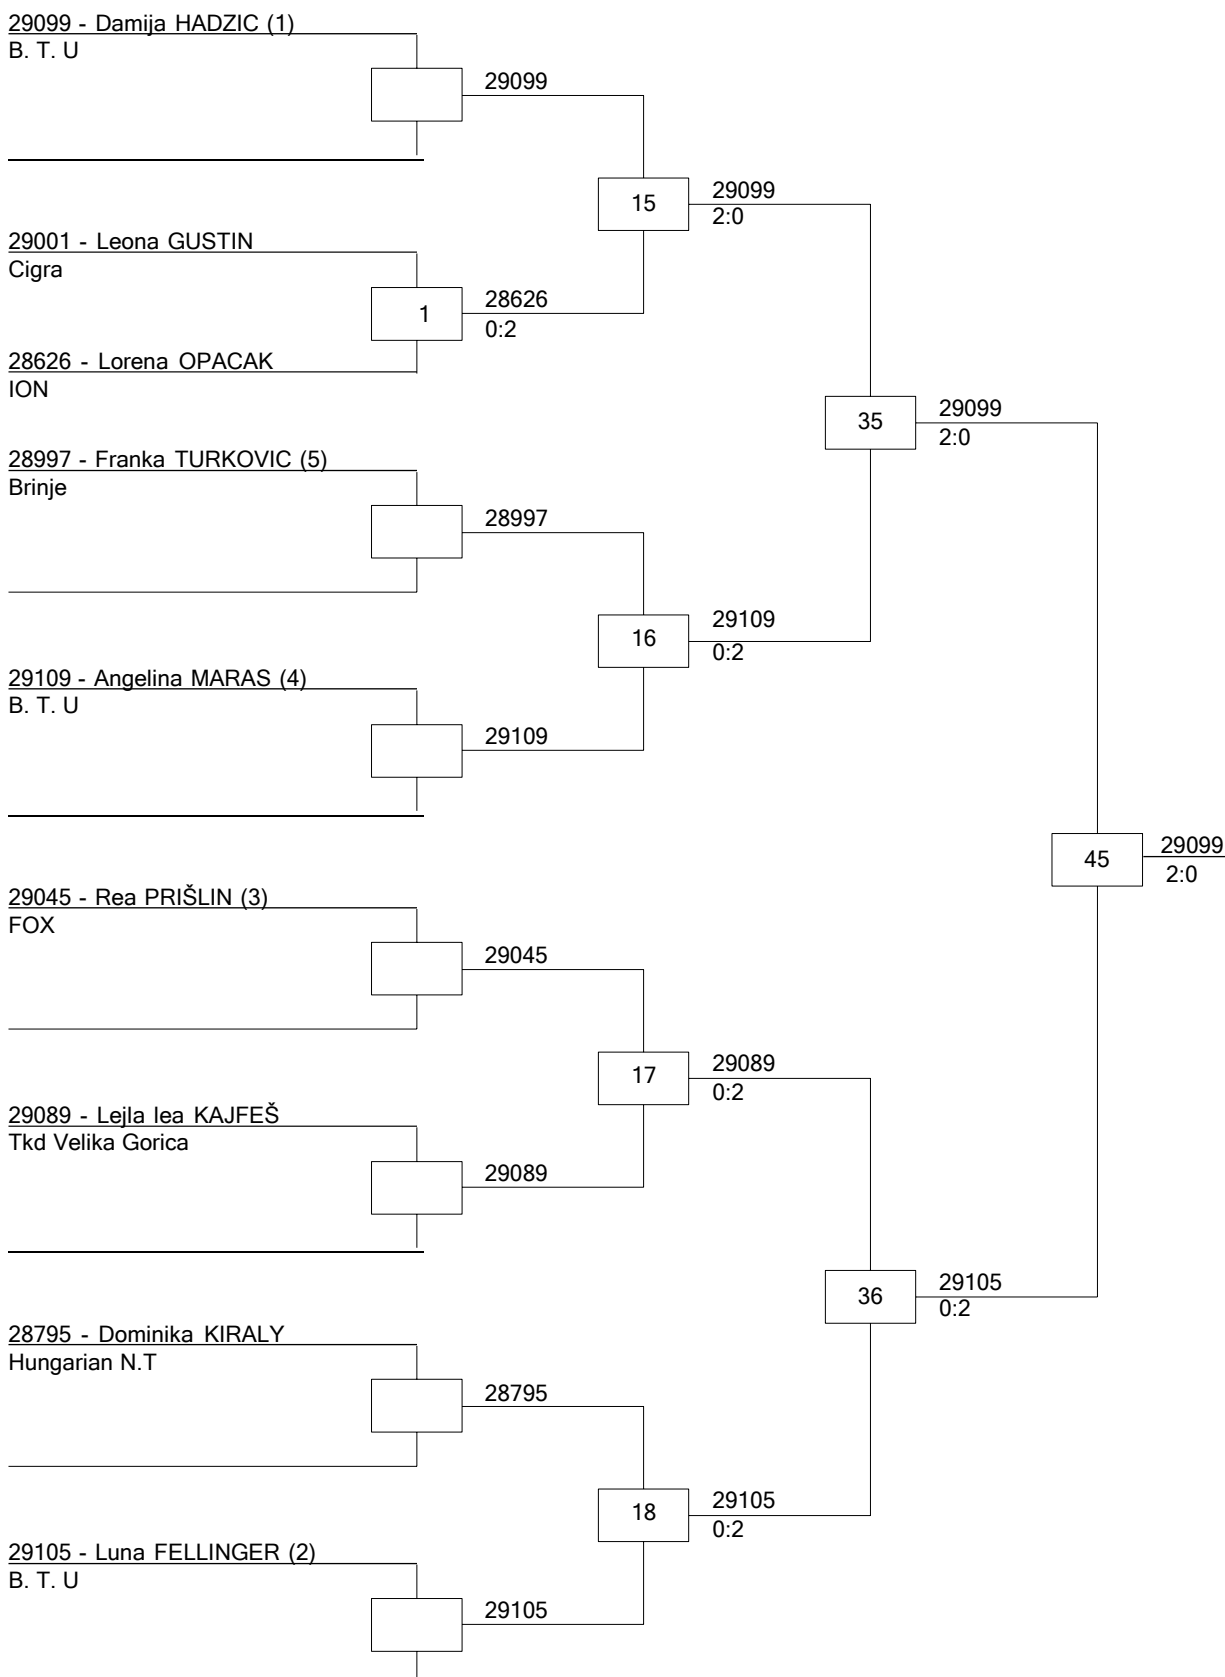 29099 - Damija HADZIC (1)
B. T. U
29099
15
29099
2:0
29001 - Leona GUSTIN
Cigra
1
28626
0:2
28626 - Lorena OPACAK
ION
35
29099
2:0
28997 - Franka TURKOVIC (5)
Brinje
28997
16
29109
0:2
29109 - Angelina MARAS (4)
B. T. U
29109
45
29099
2:0
29045 - Rea PRIŠLIN (3)
FOX
29045
17
29089
0:2
29089 - Lejla lea KAJFEŠ
Tkd Velika Gorica
29089
36
29105
0:2
28795 - Dominika KIRALY
Hungarian N.T
28795
18
29105
0:2
29105 - Luna FELLINGER (2)
B. T. U
29105